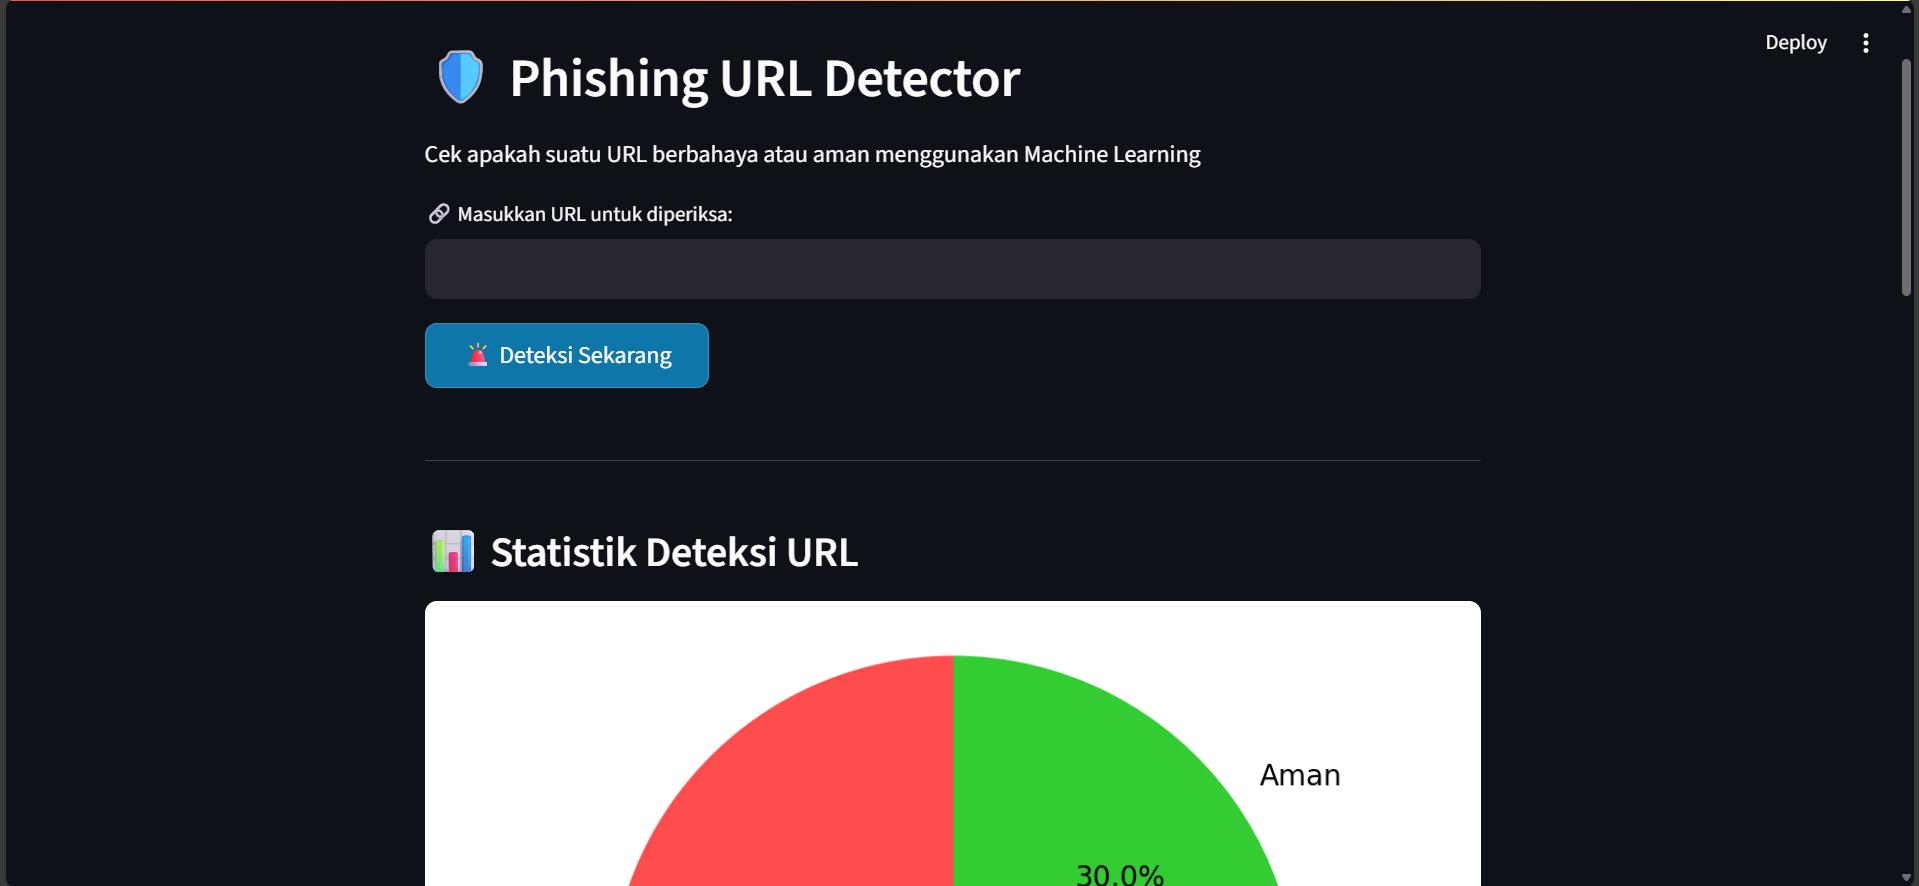 Deploy
Phishing URL Detector
Cek apakah suatu URL berbahaya atau aman menggunakan Machine Learning
Masukkan URL untuk diperiksa:
Deteksi Sekarang
Statistik Deteksi URL
Aman
30.0%